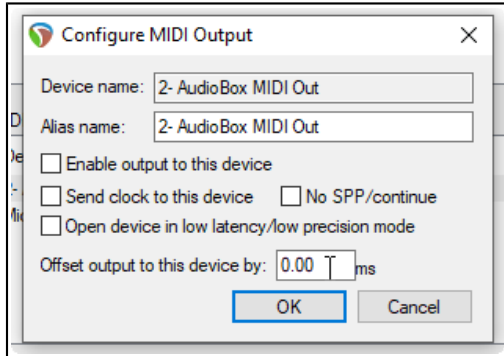 Configure MIDI Output
Device name: 2- AudioBox MIDI Out
Alias name: 2- AudioBox MIDI Out
Enable output to this device
Send clock to this device No SPP/continue
Open device in low latency/low precision mode
Offset output to this device by: 0.00 ms
OK Cancel